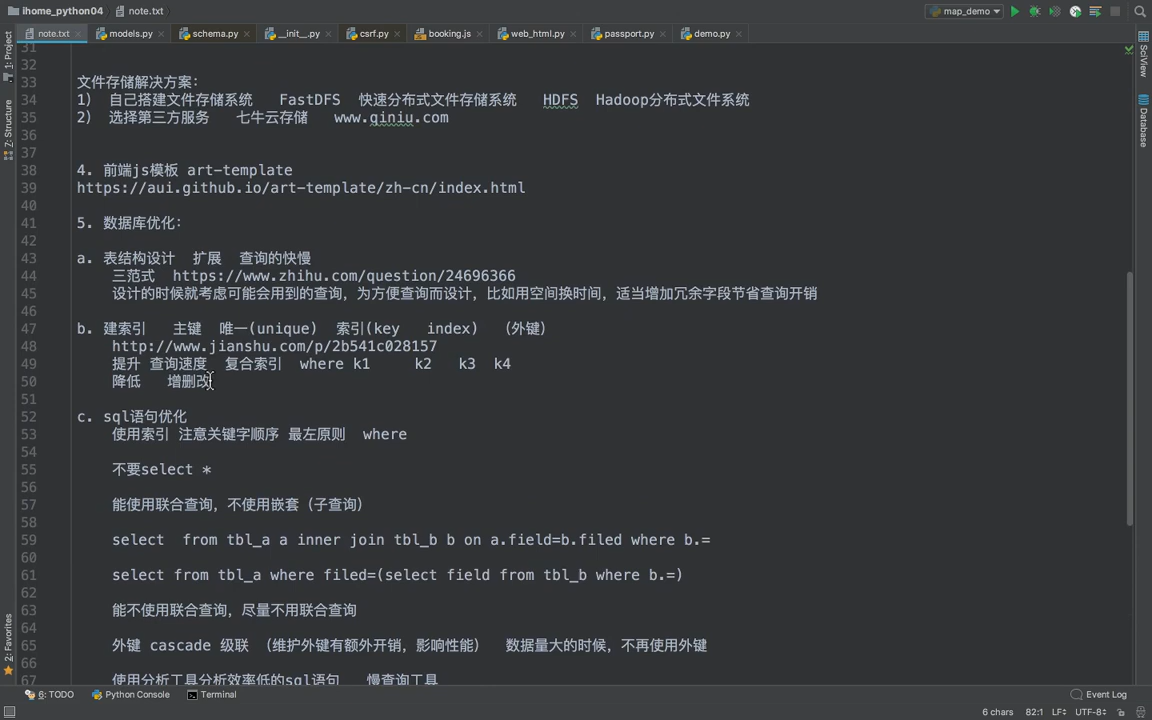 ihome_python04 note.txt map_demo
note.txt models.py schema.py __init__.py csrf.py booking.js web_html.py passport.py demo.py
31
32
33 文件存储解决方案:
34 1) 自己搭建文件存储系统 FastDFS 快速分布式文件存储系统 HDFS Hadoop分布式文件系统
35 2) 选择第三方服务 七牛云存储 www.qiniu.com
36
37
38 4. 前端js模板 art-template
39 https://aui.github.io/art-template/zh-cn/index.html
40
41 5. 数据库优化:
42
43 a. 表结构设计 扩展 查询的快慢
44 三范式 https://www.zhihu.com/question/24696366
45 设计的时候就考虑可能会用到的查询，为方便查询而设计，比如用空间换时间，适当增加冗余字段节省查询开销
46
47 b. 建索引 主键 唯一(unique) 索引(key index) （外键）
48 http://www.jianshu.com/p/2b541c028157
49 提升 查询速度 复合索引 where k1 k2 k3 k4
50 降低 增删改
51
52 c. sql语句优化
53 使用索引 注意关键字顺序 最左原则 where
54
55 不要select *
56
57 能使用联合查询，不使用嵌套（子查询）
58
59 select from tbl_a a inner join tbl_b b on a.field=b.filed where b.=
60
61 select from tbl_a where filed=(select field from tbl_b where b.=)
62
63 能不使用联合查询，尽量不用联合查询
64
65 外键 cascade 级联 （维护外键有额外开销，影响性能） 数据量大的时候，不再使用外键
66
67 使用分析工具分析效率低的sql语句 慢查询工具
1: Project
7: Structure
2: Favorites
SciView
Database
6: TODO Python Console Terminal Event Log
6 chars 82:1 LF UTF-8